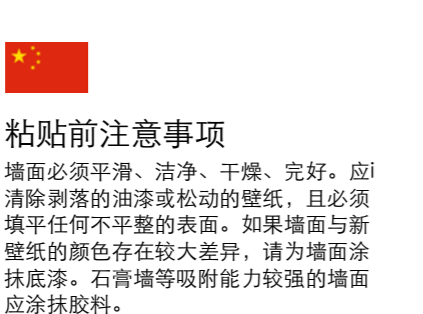 粘贴前注意事项
墙面必须平滑、洁净、干燥、完好。应i
清除剥落的油漆或松动的壁纸，且必须
填平任何不平整的表面。如果墙面与新
壁纸的颜色存在较大差异，请为墙面涂
抹底漆。石膏墙等吸附能力较强的墙面
应涂抹胶料。